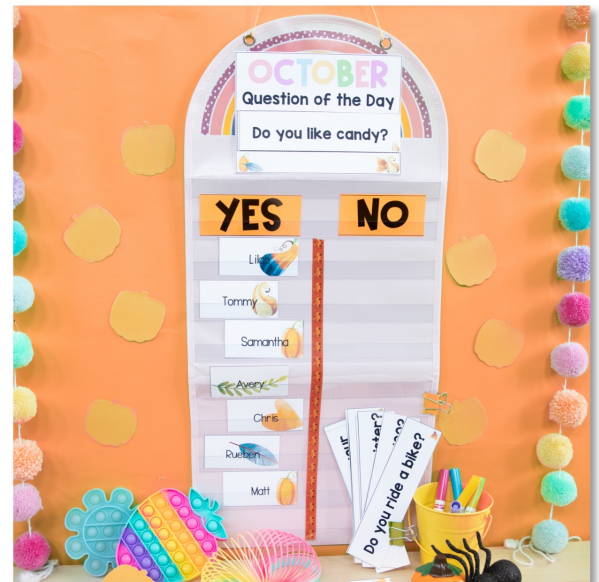 OCTOBER
Question of the Day
Do you like candy?
YES
NO
Tommy
Samantha
Avery
Chris
Rueben
Matt
Do you ride a bike?